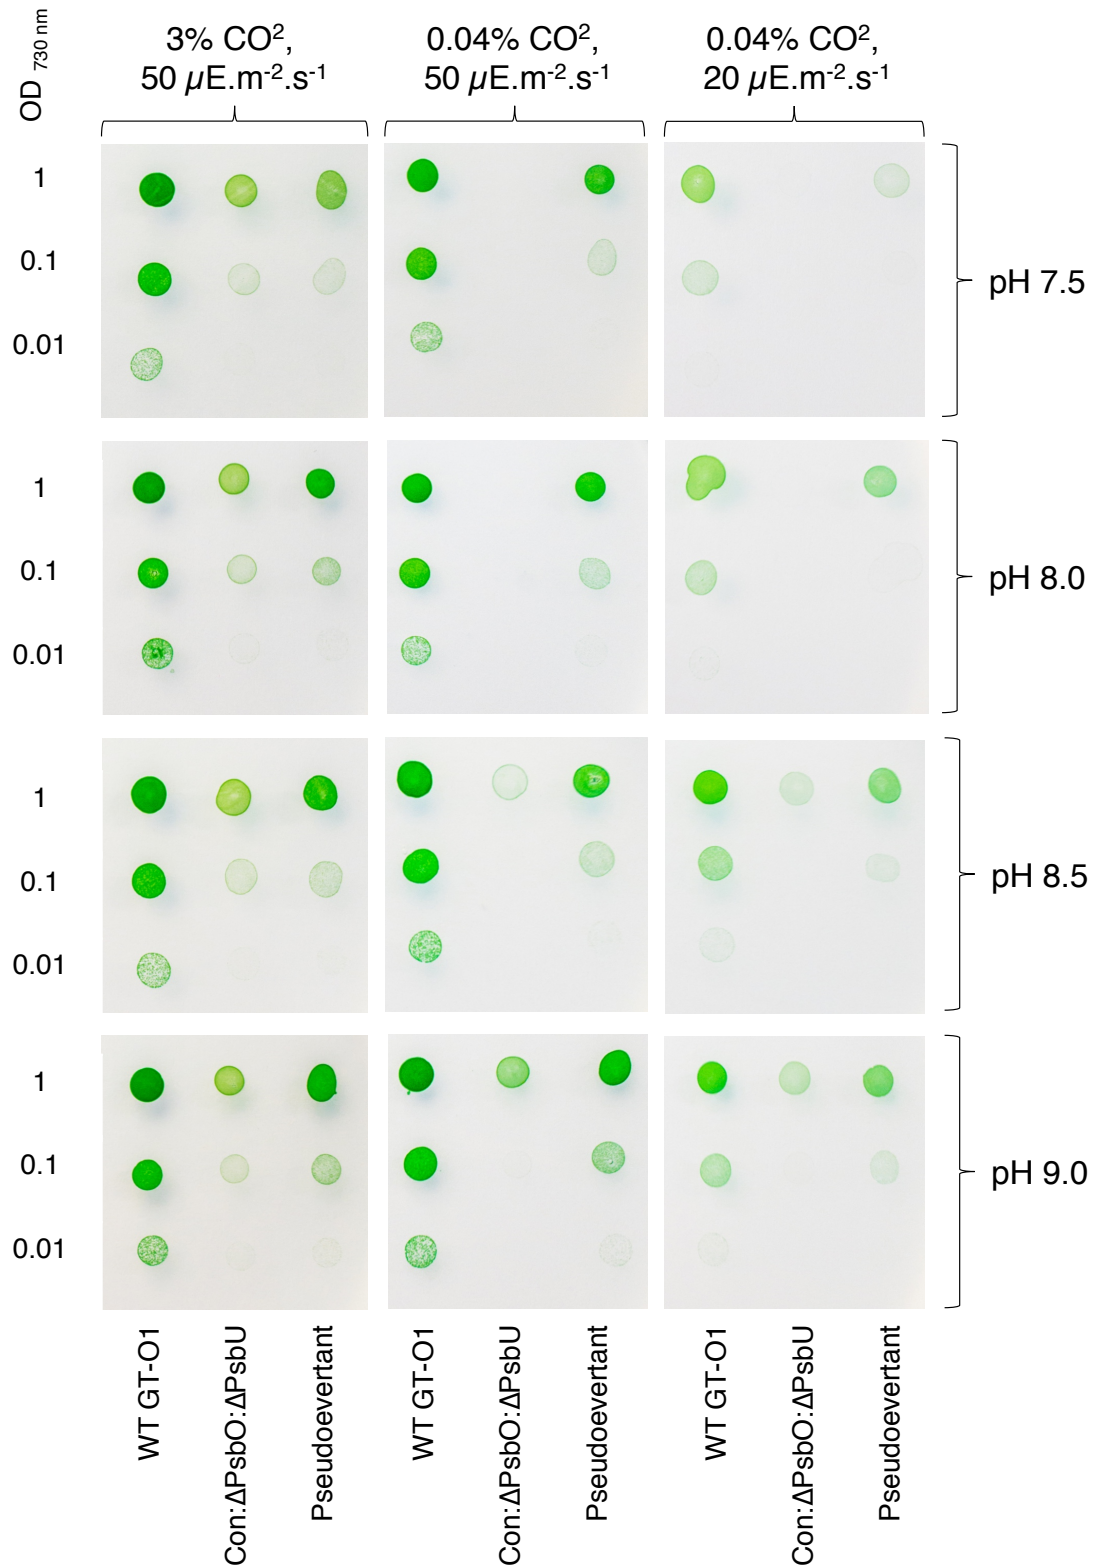 OD 730 nm
3% CO2,
50 µE.m-2.s-1
0.04% CO2,
50 µE.m-2.s-1
0.04% CO2,
20 µE.m-2.s-1
1
0.1
0.01
pH 7.5
1
0.1
0.01
pH 8.0
1
0.1
0.01
pH 8.5
1
0.1
0.01
pH 9.0
WT GT-O1
Con:ΔPsbO:ΔPsbU
Pseudoevertant
WT GT-O1
Con:ΔPsbO:ΔPsbU
Pseudoevertant
WT GT-O1
Con:ΔPsbO:ΔPsbU
Pseudoevertant